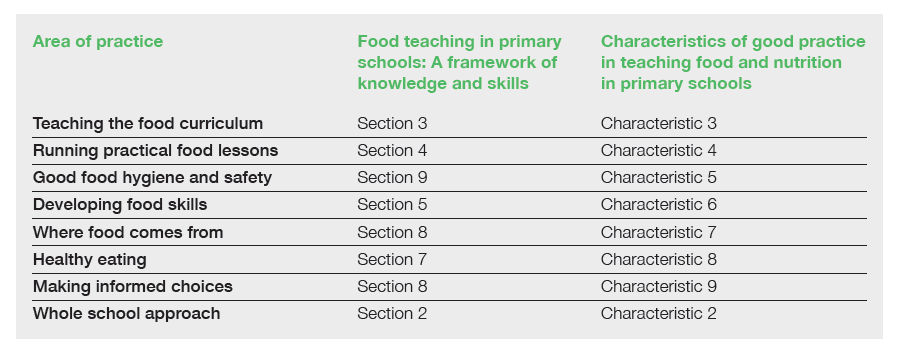 Area of practice Food teaching in primary Characteristics of good practice
schools: A framework of in teaching food and nutrition
knowledge and skills in primary schools
Teaching the food curriculum Section 3 Characteristic 3
Running practical food lessons Section 4 Characteristic 4
Good food hygiene and safety Section 9 Characteristic 5
Developing food skills Section 5 Characteristic 6
Where food comes from Section 8 Characteristic 7
Healthy eating Section 7 Characteristic 8
Making informed choices Section 8 Characteristic 9
Whole school approach Section 2 Characteristic 2